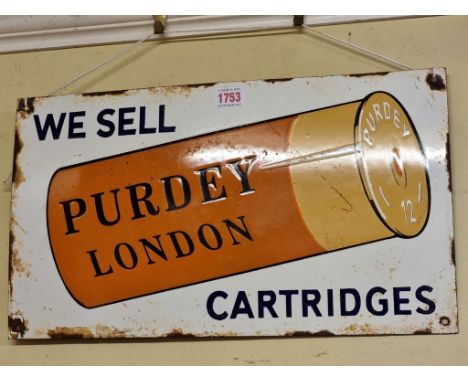 1753
WE SELL
PURDEY
12
PURDEY
LONDON
CARTRIDGES